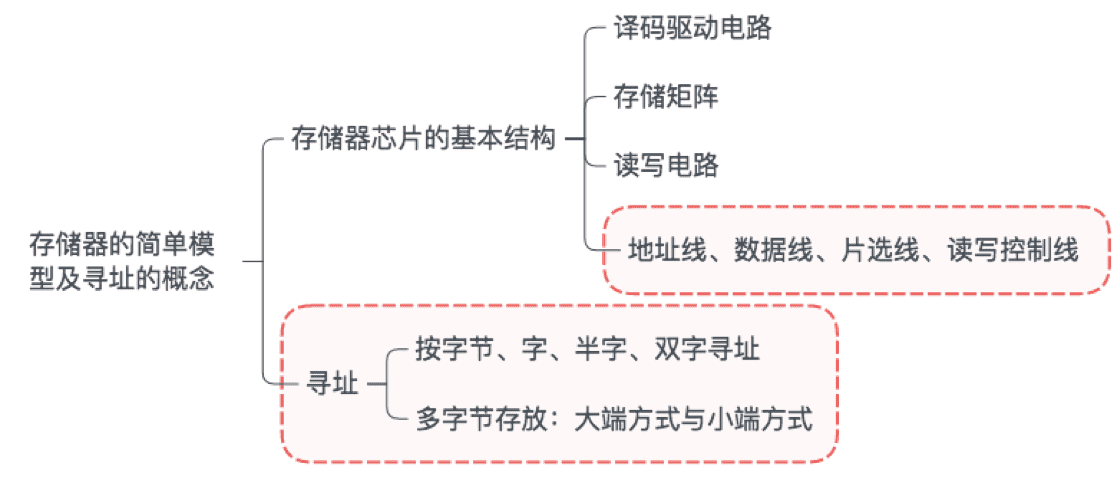 存储器的简单模
型及寻址的概念
存储器芯片的基本结构
译码驱动电路
存储矩阵
读写电路
地址线、数据线、片选线、读写控制线
寻址
按字节、字、半字、双字寻址
多字节存放：大端方式与小端方式